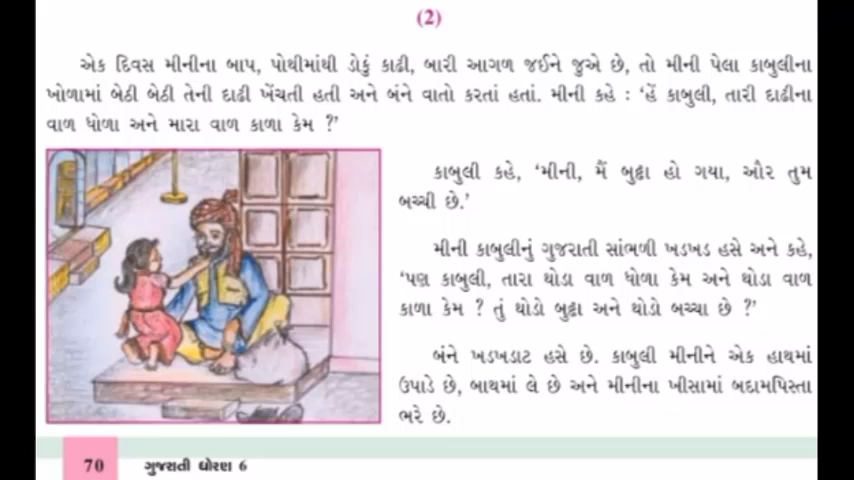 (2)
એક દિવસ મીનીના બાપ, પોથીમાંથી ડોકું કાઢી, બારી આગળ જઈને જુએ છે, તો મીની પેલા કાબુલીના
ખોળામાં બેઠી બેઠી તેની દાઢી ખેંચતી હતી અને બંને વાતો કરતાં હતાં. મીની કહે : ‘હેં કાબુલી, તારી દાઢીના
વાળ ધોળા અને મારા વાળ કાળા કેમ ?’
કાબુલી કહે, ‘મીની, મૈં બુઢ્ઢા હો ગયા, ઔર તુમ
બચ્ચી છે.’
મીની કાબુલીનું ગુજરાતી સાંભળી ખડખડ હસે અને કહે,
‘પણ કાબુલી, તારા થોડા વાળ ધોળા કેમ અને થોડા વાળ
કાળા કેમ ? તું થોડો બુઢ્ઢા અને થોડો બચ્ચા છે ?’
બંને ખડખડાટ હસે છે. કાબુલી મીનીને એક હાથમાં
ઉપાડે છે, બાથમાં લે છે અને મીનીના ખીસામાં બદામપિસ્તા
ભરે છે.
70 ગુજરાતી ધોરણ 6